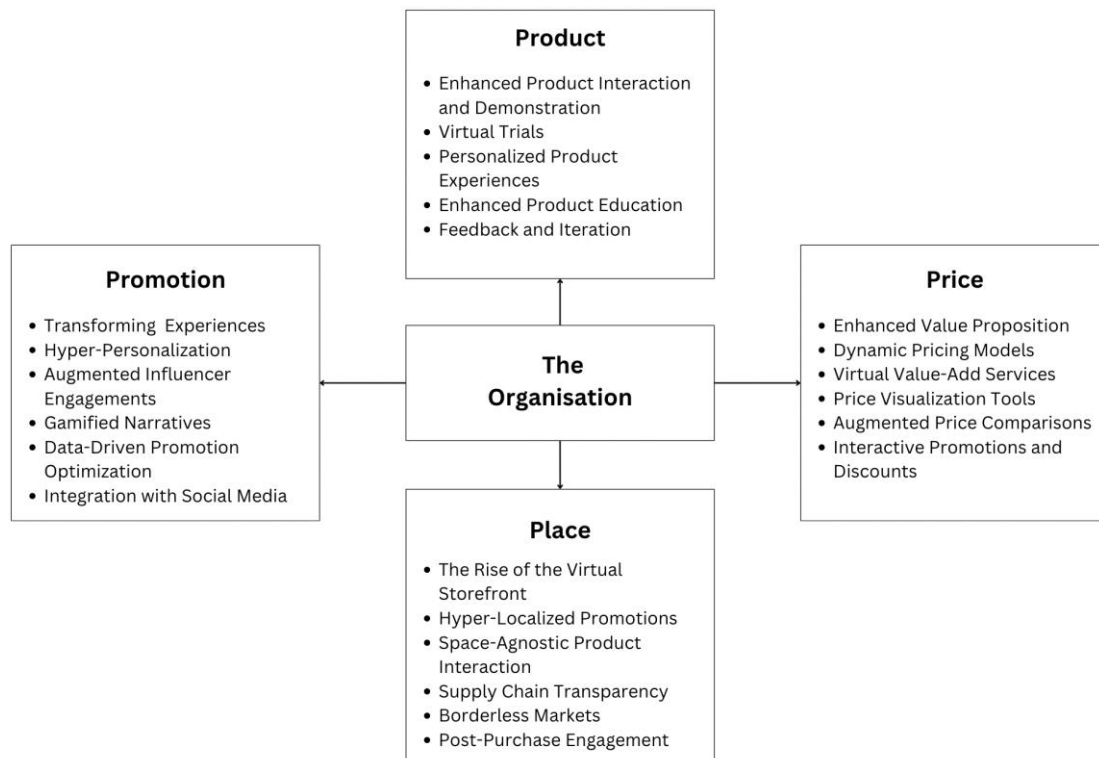 Product
• Enhanced Product Interaction
and Demonstration
• Virtual Trials
• Personalized Product
Experiences
• Enhanced Product Education
• Feedback and Iteration
Promotion
• Transforming Experiences
• Hyper-Personalization
• Augmented Influencer
Engagements
• Gamified Narratives
• Data-Driven Promotion
Optimization
• Integration with Social Media
The
Organisation
Price
• Enhanced Value Proposition
• Dynamic Pricing Models
• Virtual Value-Add Services
• Price Visualization Tools
• Augmented Price Comparisons
• Interactive Promotions and
Discounts
Place
• The Rise of the Virtual
Storefront
• Hyper-Localized Promotions
• Space-Agnostic Product
Interaction
• Supply Chain Transparency
• Borderless Markets
• Post-Purchase Engagement